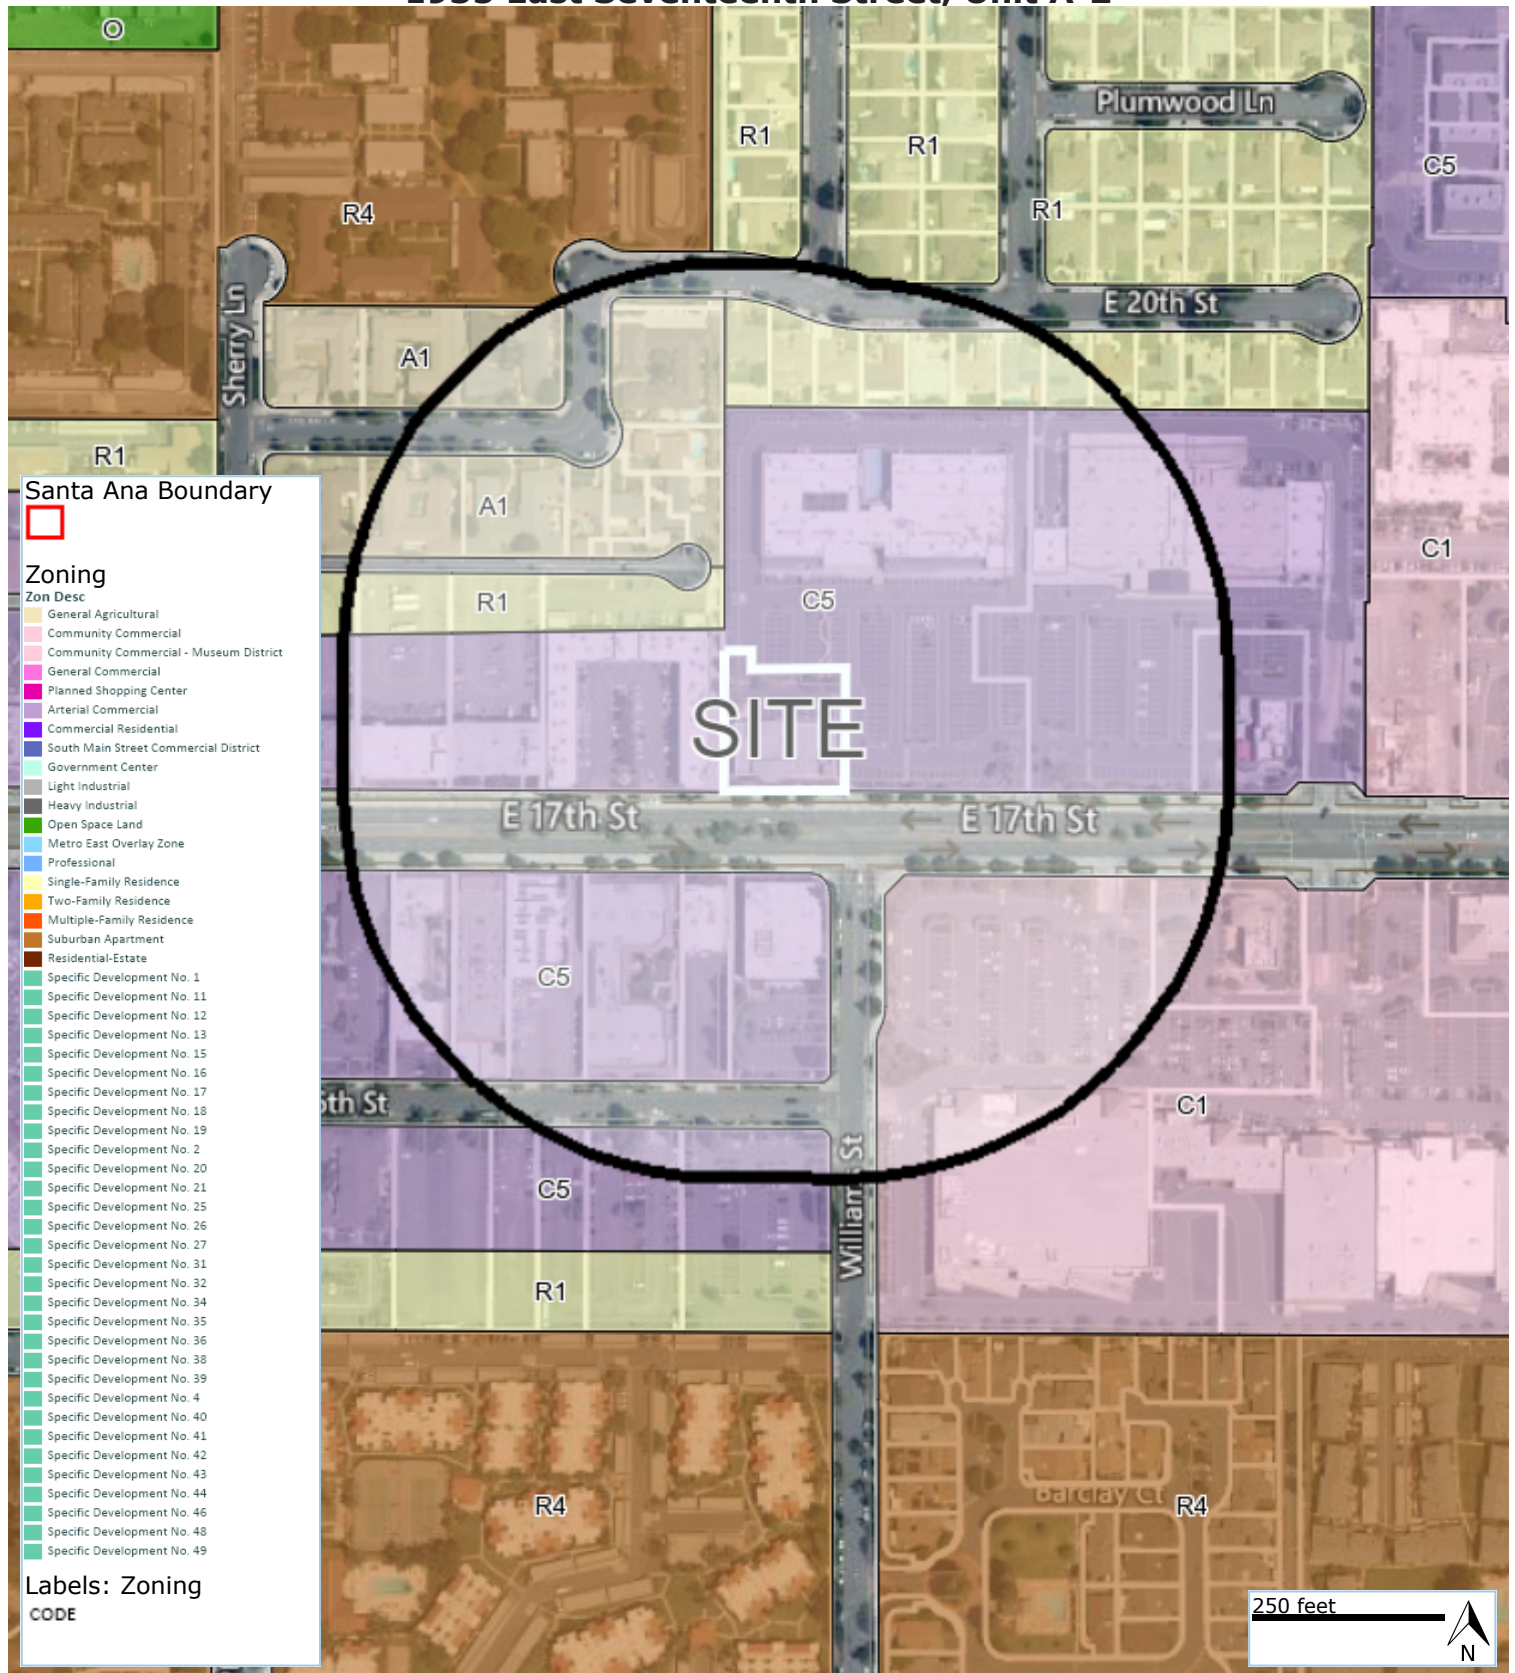 O
Plumwood Ln
R1
R1
C5
R4
R1
E 20th St
Sherry Ln
A1
R1
A1
C1
R1
C5
SITE
E 17th St
E 17th St
C5
5th St
C1
C5
Williams St
R1
Barclay Ct
R4
R4
Santa Ana Boundary
Zoning
Zon Desc
General Agricultural
Community Commercial
Community Commercial - Museum District
General Commercial
Planned Shopping Center
Arterial Commercial
Commercial Residential
South Main Street Commercial District
Government Center
Light Industrial
Heavy Industrial
Open Space Land
Metro East Overlay Zone
Professional
Single-Family Residence
Two-Family Residence
Multiple-Family Residence
Suburban Apartment
Residential-Estate
Specific Development No. 1
Specific Development No. 11
Specific Development No. 12
Specific Development No. 13
Specific Development No. 15
Specific Development No. 16
Specific Development No. 17
Specific Development No. 18
Specific Development No. 19
Specific Development No. 2
Specific Development No. 20
Specific Development No. 21
Specific Development No. 25
Specific Development No. 26
Specific Development No. 27
Specific Development No. 31
Specific Development No. 32
Specific Development No. 34
Specific Development No. 35
Specific Development No. 36
Specific Development No. 38
Specific Development No. 39
Specific Development No. 4
Specific Development No. 40
Specific Development No. 41
Specific Development No. 42
Specific Development No. 43
Specific Development No. 44
Specific Development No. 46
Specific Development No. 48
Specific Development No. 49
Labels: Zoning
CODE
250 feet
N